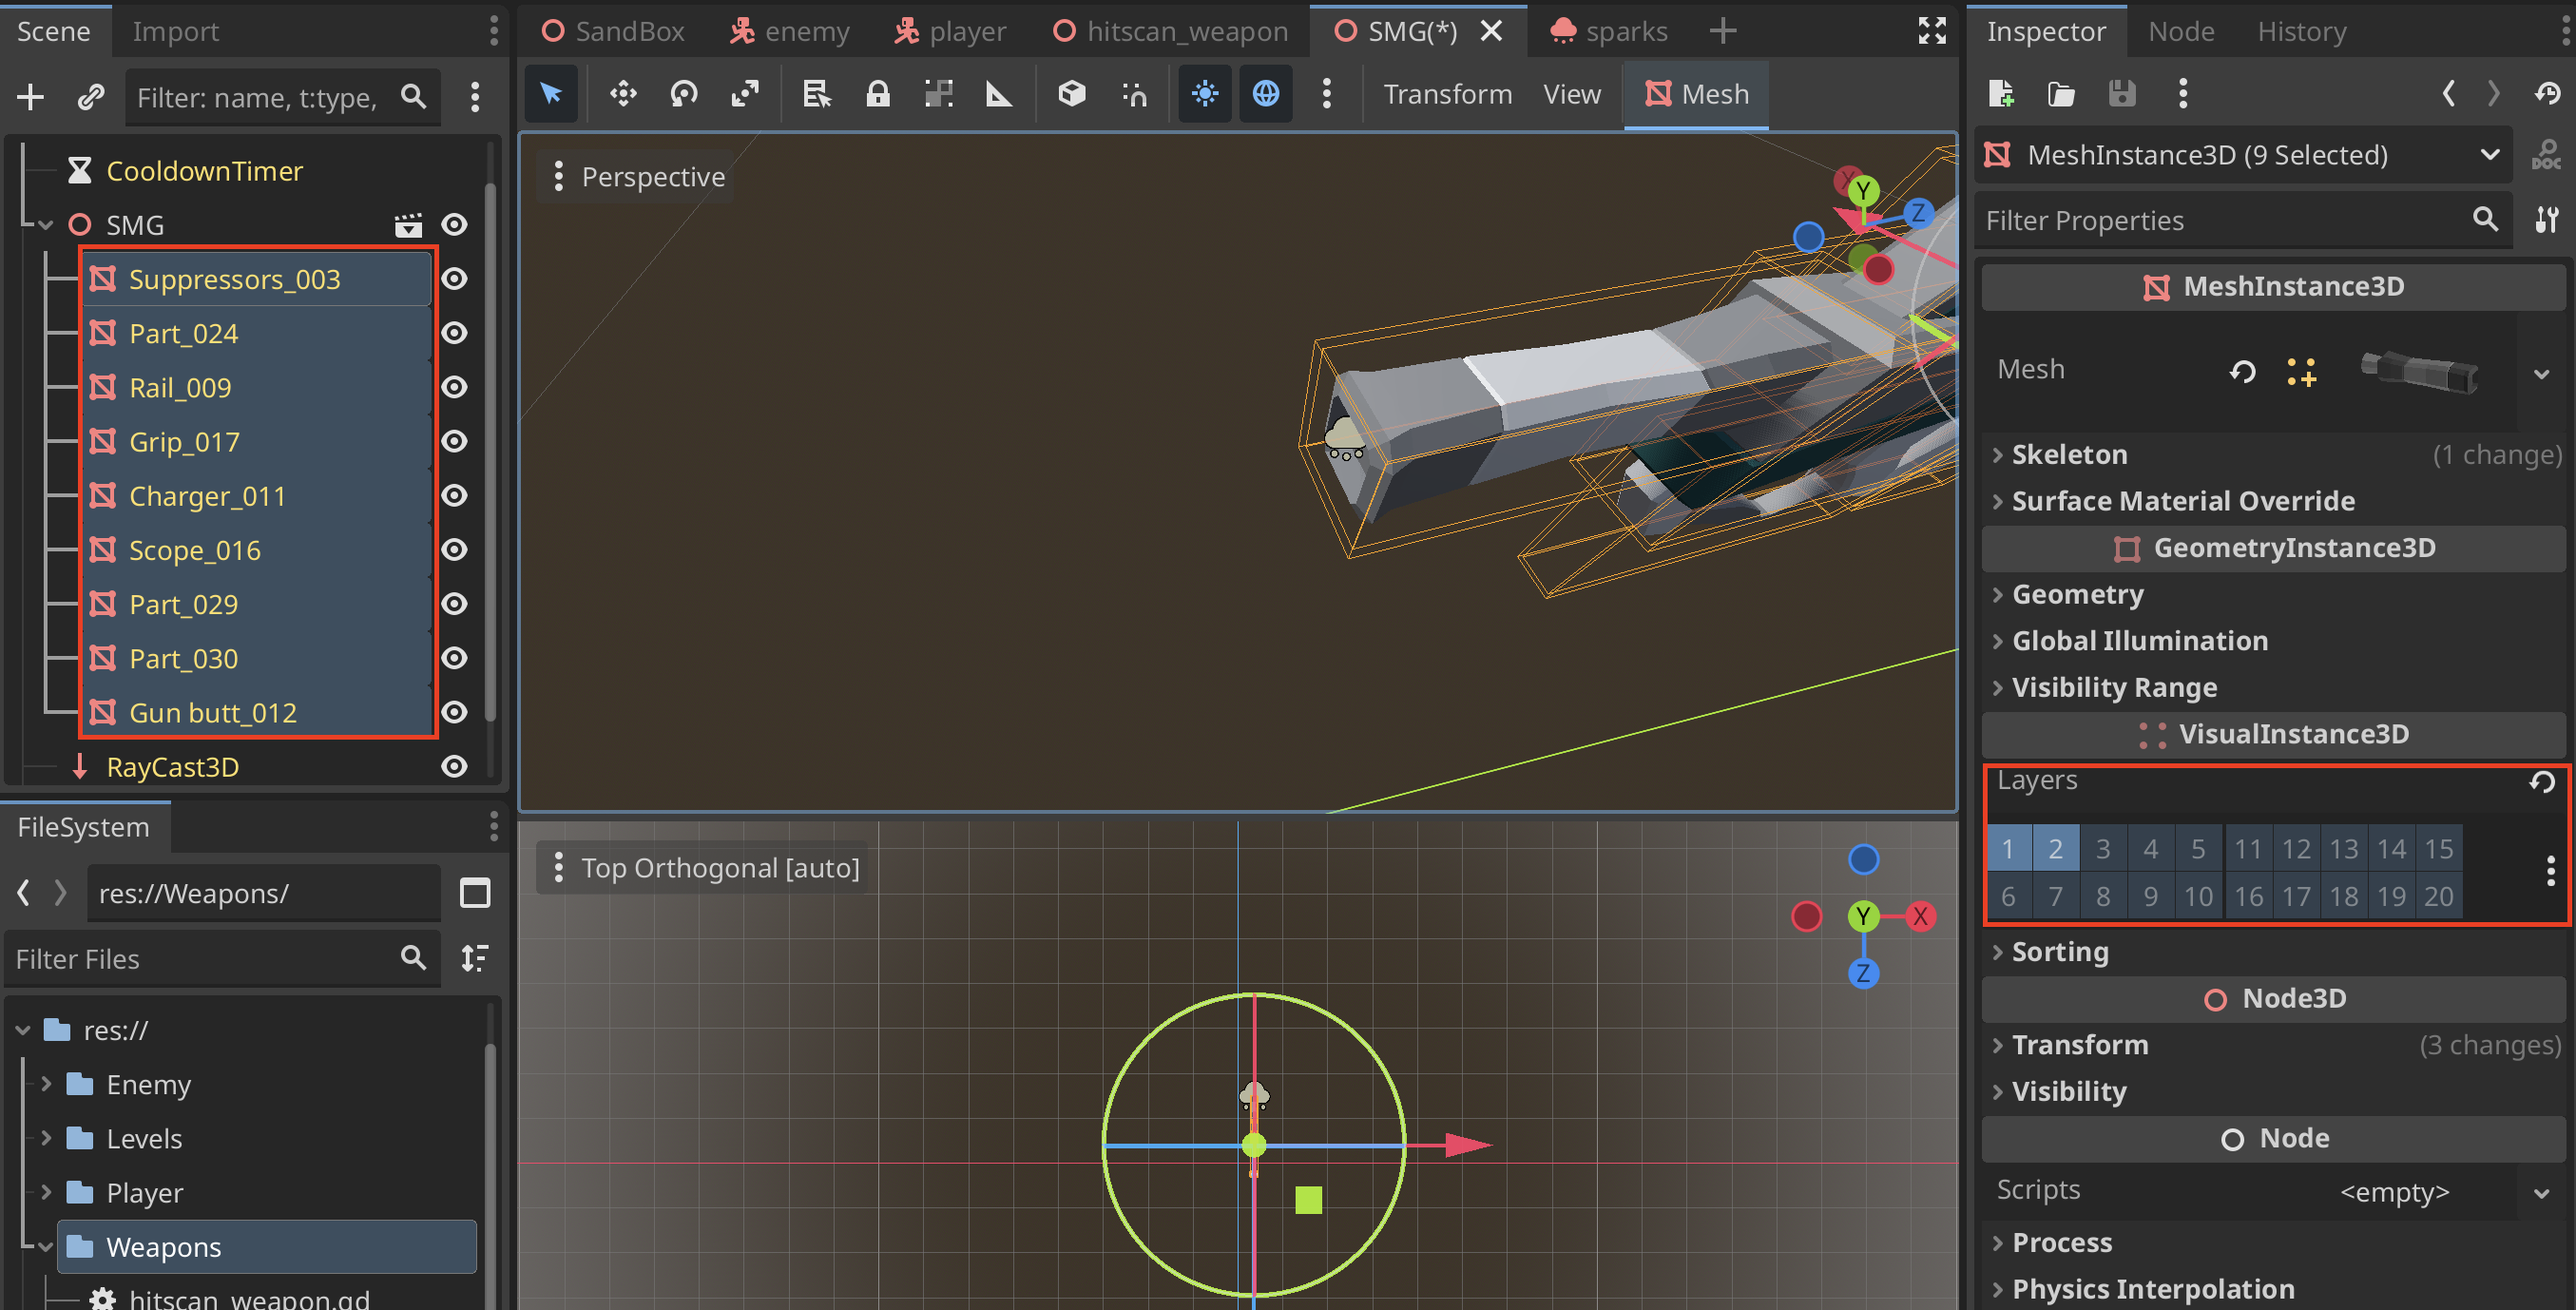 Scene
Import
Filter: name, t:type,
CooldownTimer
SMG
Suppressors_003
Part_024
Rail_009
Grip_017
Charger_011
Scope_016
Part_029
Part_030
Gun butt_012
RayCast3D
FileSystem
res://Weapons/
Filter Files
res://
Enemy
Levels
Player
Weapons
hitscan_weapon.gd
SandBox
enemy
player
hitscan_weapon
SMG(*)
sparks
Transform
View
Mesh
Perspective
X
Y
Z
Top Orthogonal [auto]
Y
X
Z
Inspector
Node
History
MeshInstance3D (9 Selected)
DOC
Filter Properties
MeshInstance3D
Mesh
Skeleton (1 change)
Surface Material Override
GeometryInstance3D
Geometry
Global Illumination
Visibility Range
VisualInstance3D
Layers
1 2 3 4 5 11 12 13 14 15
6 7 8 9 10 16 17 18 19 20
Sorting
Node3D
Transform (3 changes)
Visibility
Node
Scripts <empty>
Process
Physics Interpolation